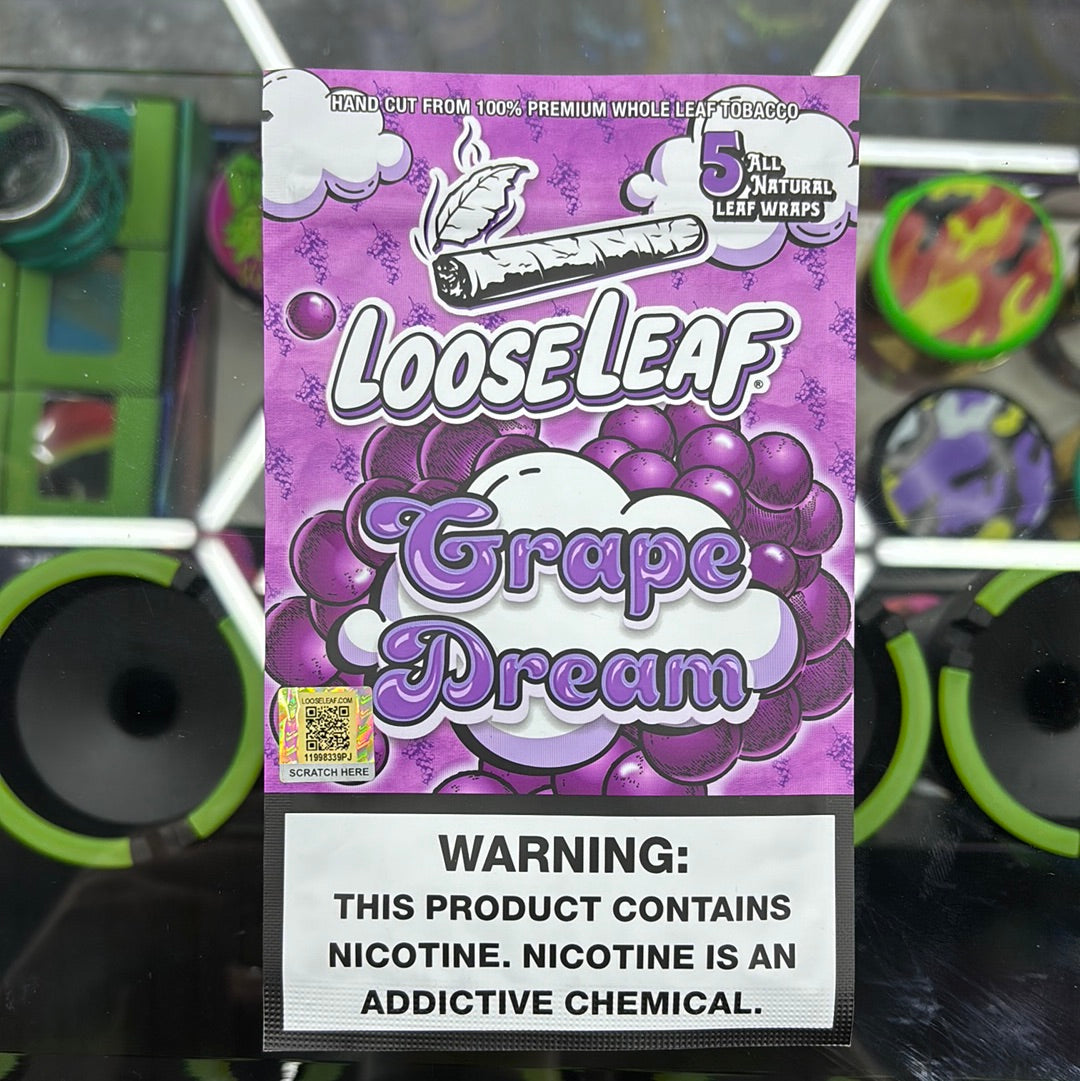 HAND CUT FROM 100% PREMIUM WHOLE LEAF TOBACCO
5 ALL
NATURAL
LEAF WRAPS
LOOSELEAF®
Grape
Dream
LOOSELEAF.COM
11998339PJ
SCRATCH HERE
WARNING:
THIS PRODUCT CONTAINS
NICOTINE. NICOTINE IS AN
ADDICTIVE CHEMICAL.